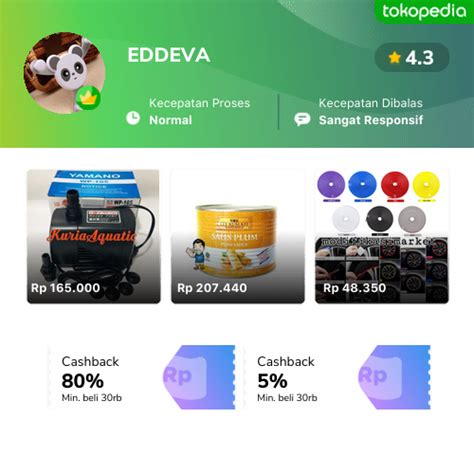 tokopedia
EDDEVA
4.3
Kecepatan Proses
Normal
Kecepatan Dibalas
Sangat Responsif
YAMANO
WP-105
NOTICE
KuriaAquatic
Rp 165.000
Rp 207.440
Rp 48.350
Cashback
80%
Min. beli 30rb
Rp
Cashback
5%
Min. beli 30rb
Rp